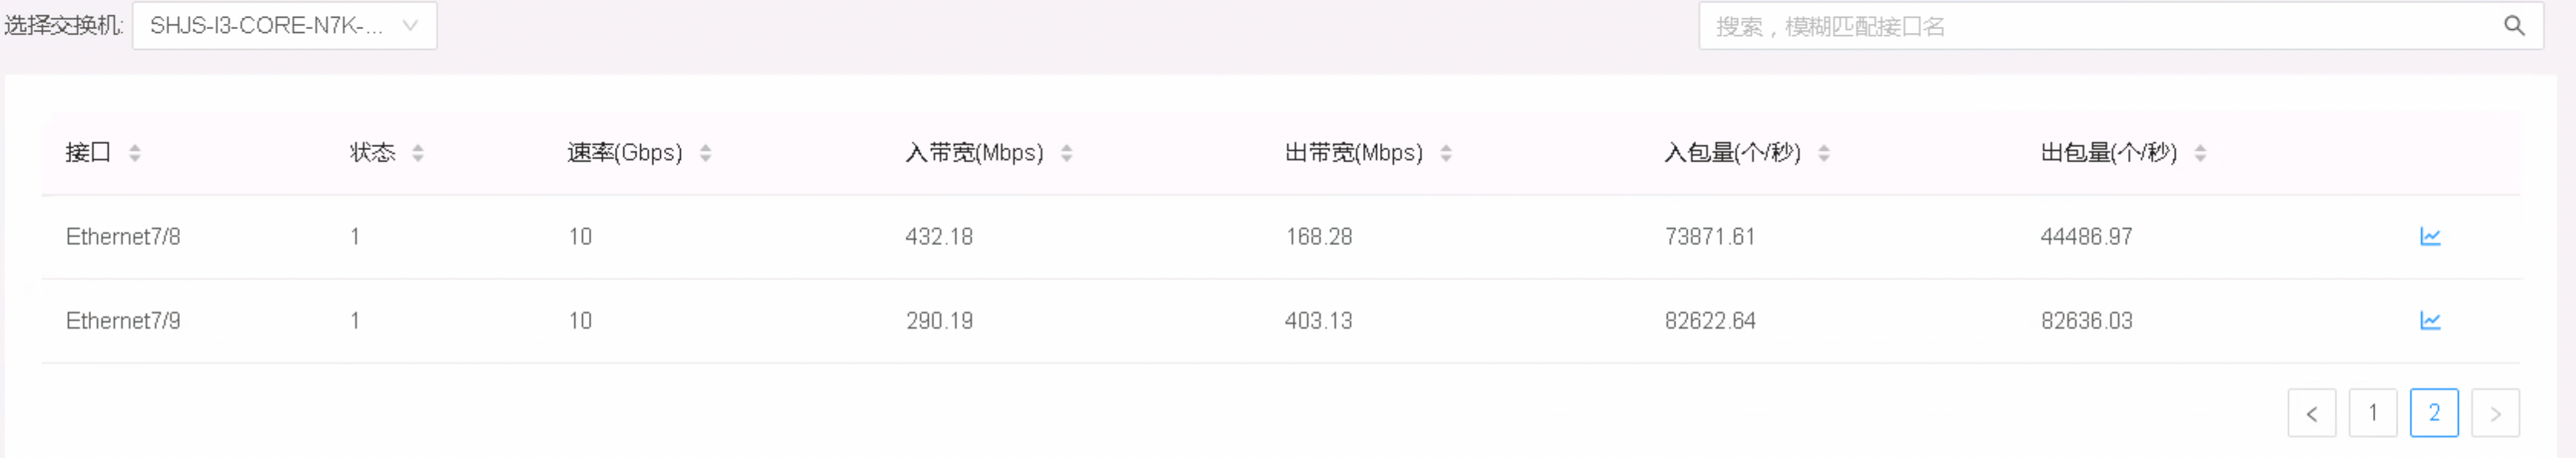 选择交换机: SHJS-I3-CORE-N7K-... 搜索，模糊匹配接口名
接口 状态 速率(Gbps) 入带宽(Mbps) 出带宽(Mbps) 入包量(个/秒) 出包量(个/秒)
Ethernet7/8 1 10 432.18 168.28 73871.61 44486.97
Ethernet7/9 1 10 290.19 403.13 82622.64 82636.03
< 1 2 >